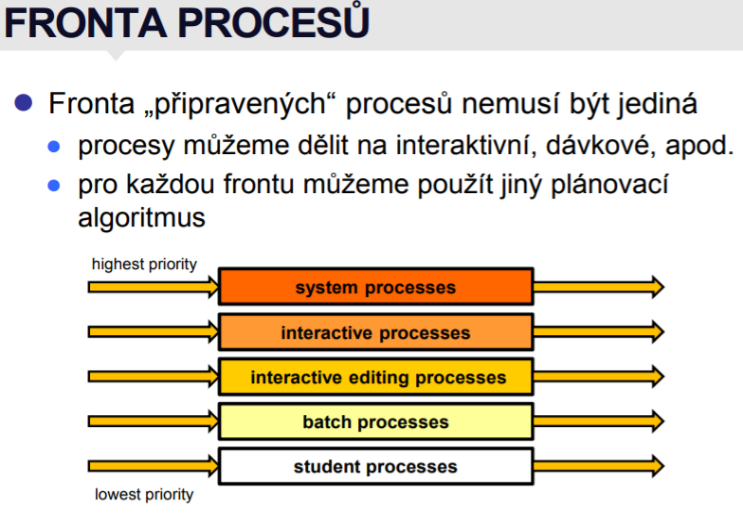 FRONTA PROCESŮ
Fronta „připravených“ procesů nemusí být jediná
procesy můžeme dělit na interaktivní, dávkové, apod.
pro každou frontu můžeme použít jiný plánovací
algoritmus
highest priority
system processes
interactive processes
interactive editing processes
batch processes
student processes
lowest priority